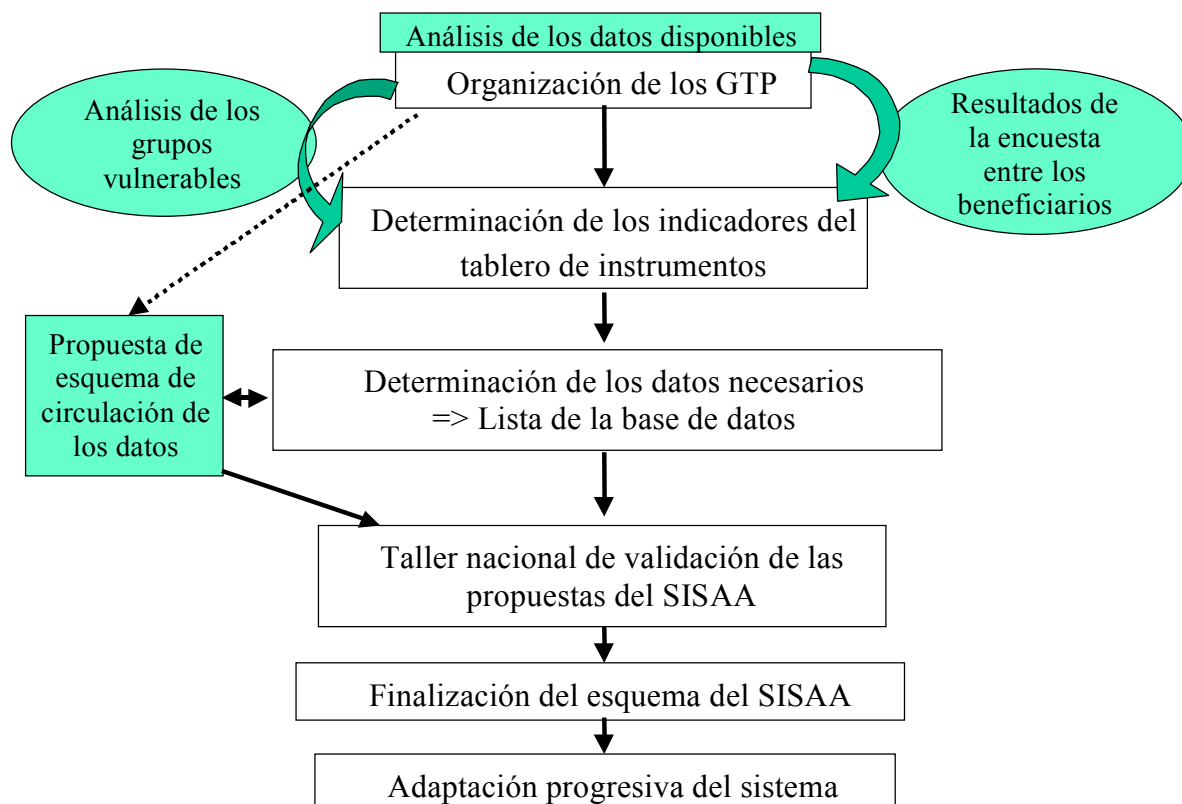 Análisis de los datos disponibles
Organización de los GTP
Análisis de los
grupos
vulnerables
Resultados de
la encuesta
entre los
beneficiarios
Determinación de los indicadores del
tablero de instrumentos
Propuesta de
esquema de
circulación de
los datos
Determinación de los datos necesarios
=> Lista de la base de datos
Taller nacional de validación de las
propuestas del SISAA
Finalización del esquema del SISAA
Adaptación progresiva del sistema